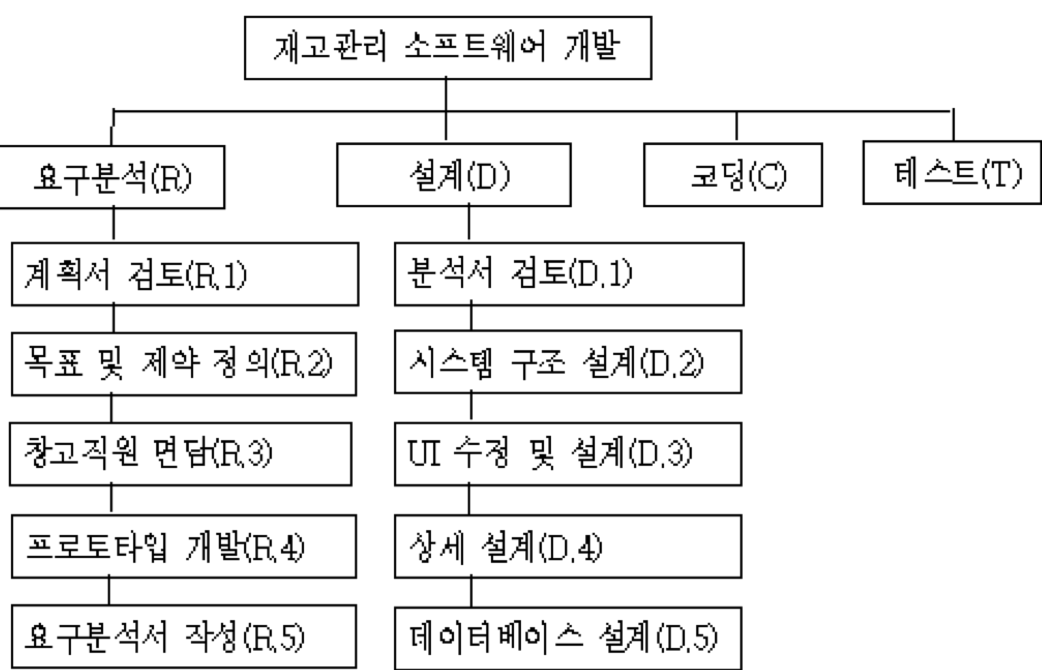 재고관리 소프트웨어 개발
요구분석(R)
설계(D)
코딩(C)
테스트(T)
계획서 검토(R.1)
목표 및 제약 정의(R.2)
창고직원 면담(R.3)
프로토타입 개발(R.4)
요구분석서 작성(R.5)
분석서 검토(D.1)
시스템 구조 설계(D.2)
UI 수정 및 설계(D.3)
상세 설계(D.4)
데이터베이스 설계(D.5)